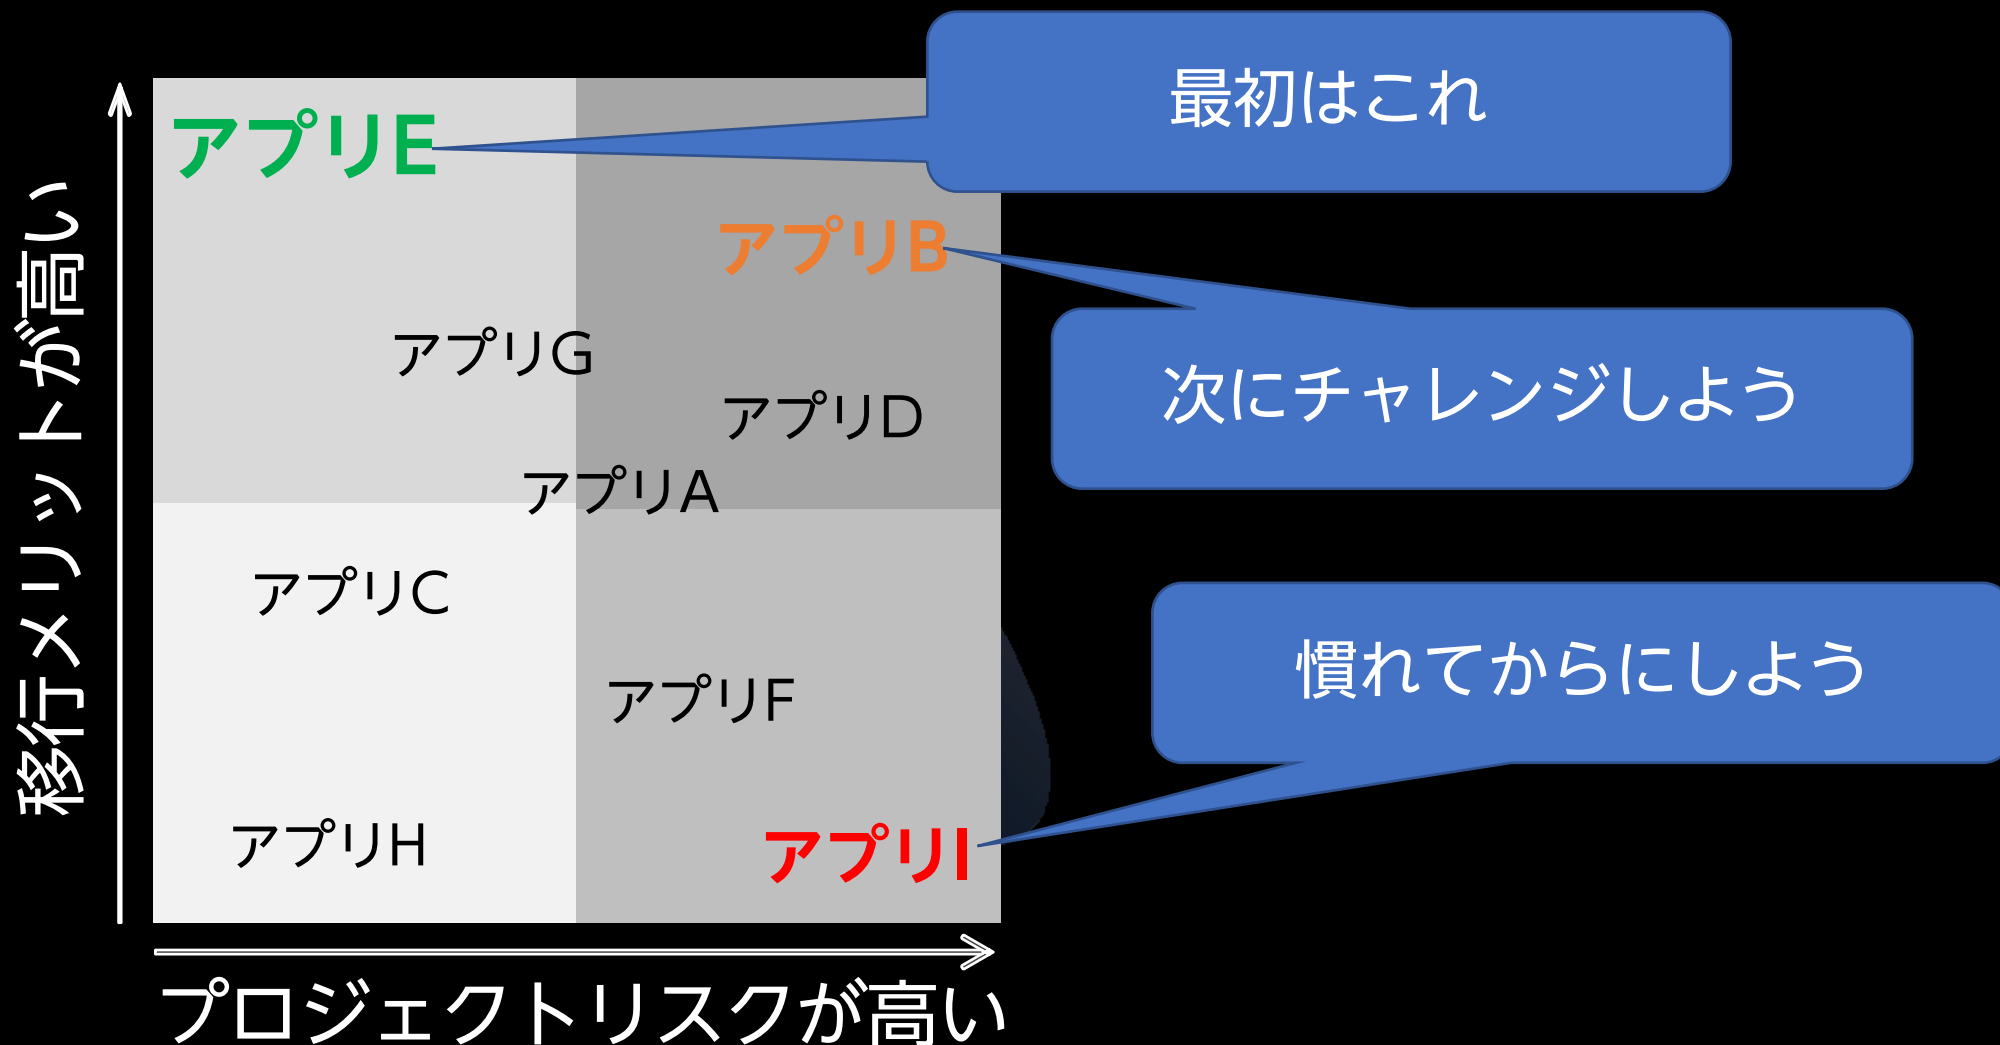 最初はこれ
アプリE
アプリB
アプリG
次にチャレンジしよう
アプリD
アプリA
アプリC
慣れてからにしよう
アプリF
アプリH
アプリI
移行メリットが高い
プロジェクトリスクが高い